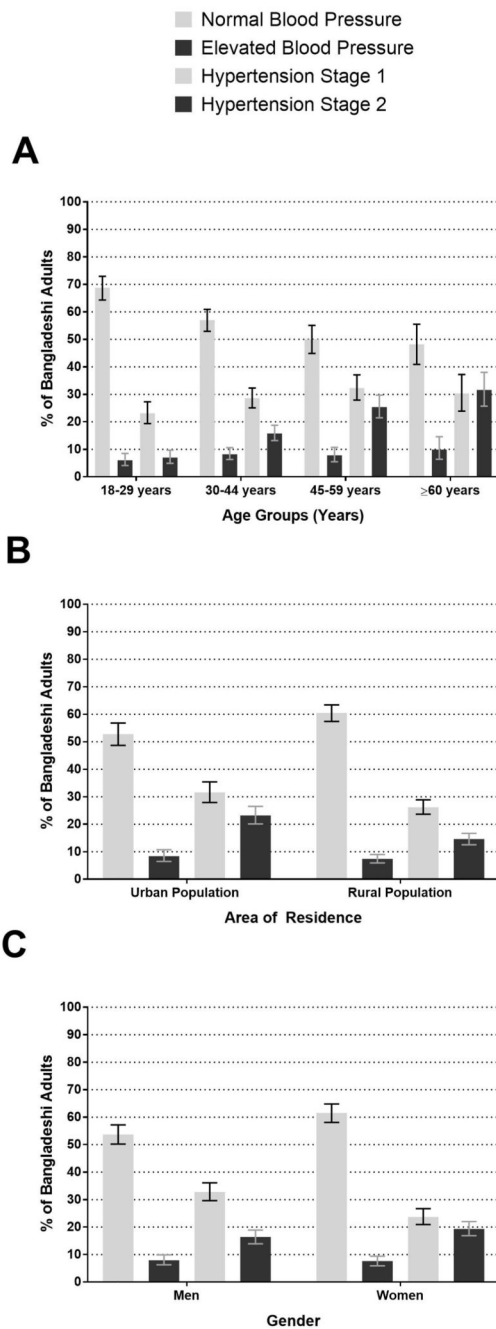 Normal Blood Pressure
Elevated Blood Pressure
Hypertension Stage 1
Hypertension Stage 2
A
% of Bangladeshi Adults
100
90
80
70
60
50
40
30
20
10
0
18-29 years 30-44 years 45-59 years ≥60 years
Age Groups (Years)
B
% of Bangladeshi Adults
100
90
80
70
60
50
40
30
20
10
0
Urban Population Rural Population
Area of Residence
C
% of Bangladeshi Adults
100
90
80
70
60
50
40
30
20
10
0
Men Women
Gender